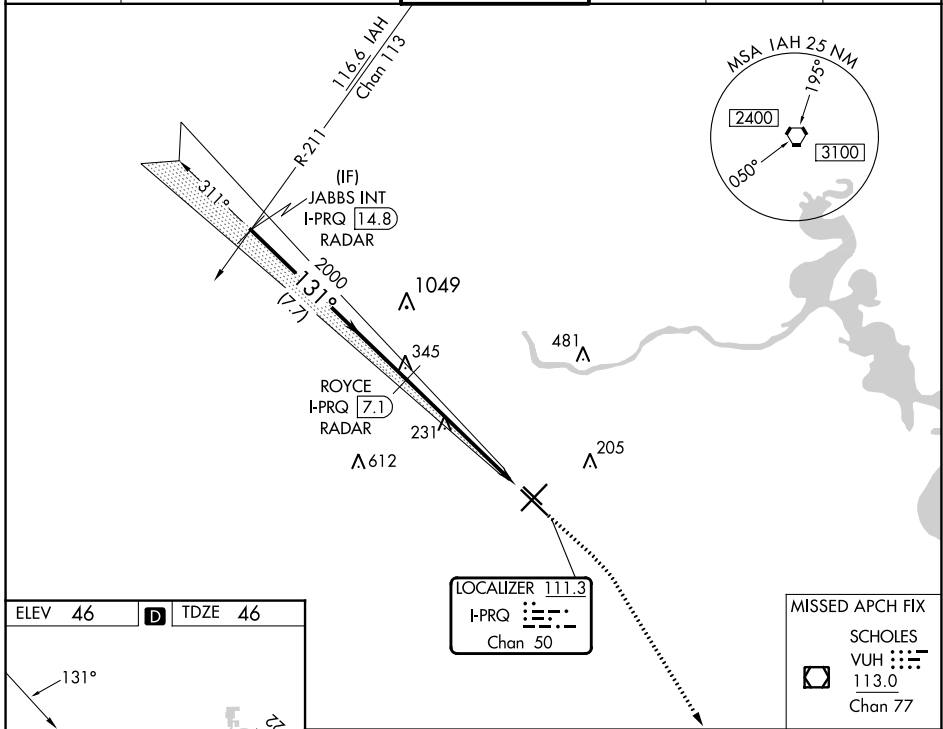 116.6 IAH
Chan 113
R-211
MSA IAH 25 NM
195°
2400
3100
050°
(IF)
JABBS INT
I-PRQ 14.8
RADAR
311°
2000
131°
(7.7)
1049
481
345
ROYCE
I-PRQ 7.1
RADAR
231
612
205
LOCALIZER 111.3
I-PRQ
Chan 50
MISSED APCH FIX
SCHOLES
VUH
113.0
Chan 77
ELEV 46 D TDZE 46
131°
22